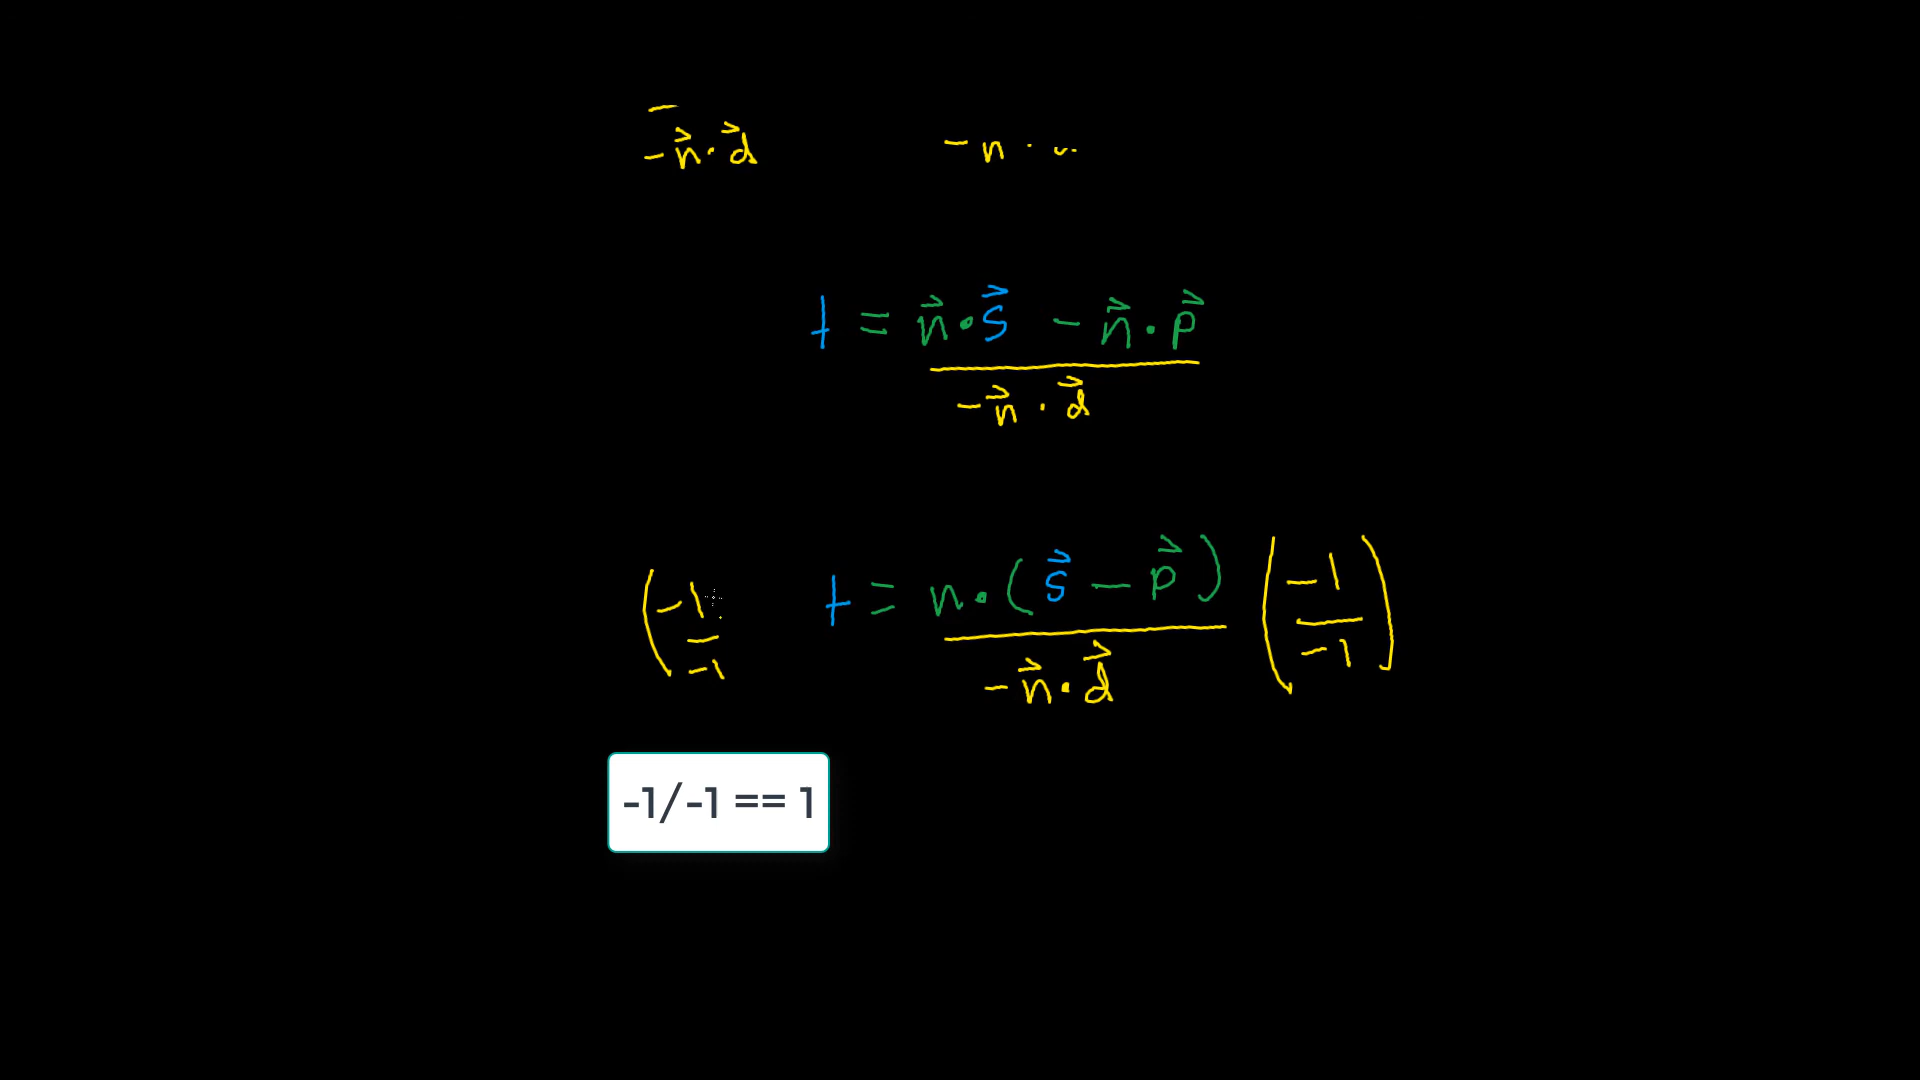 -n⃗·d⃗ -n·
t = n⃗·s⃗ - n⃗·p⃗
-n⃗·d⃗
(-1 t = n·(s⃗ - p⃗) (-1
-1 -n⃗·d⃗ -1)
-1/-1 == 1